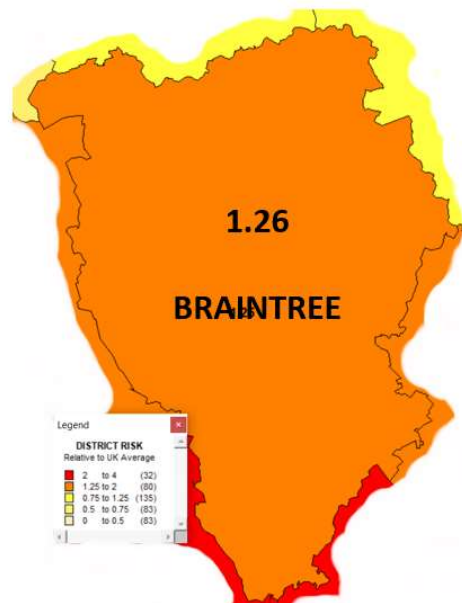 1.26
BRAINTREE
Legend
DISTRICT RISK
Relative to UK Average
2 to 4 (32)
1.25 to 2 (80)
0.75 to 1.25 (135)
0.5 to 0.75 (83)
0 to 0.5 (83)